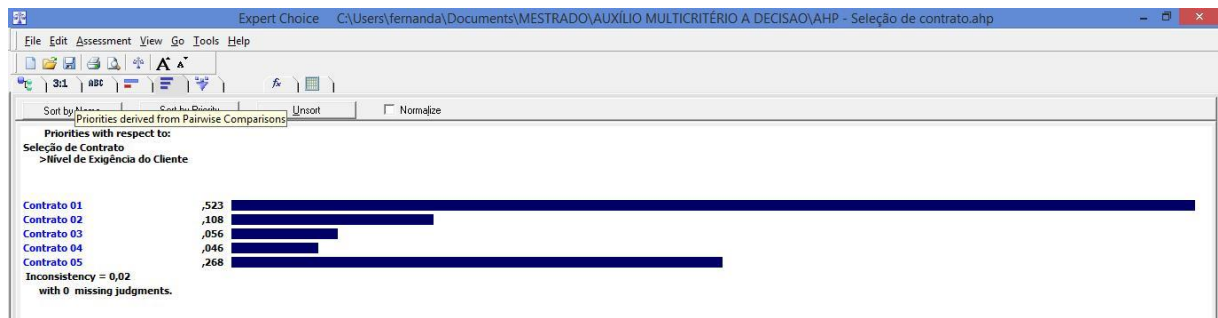 Expert Choice C:\Users\fernanda\Documents\MESTRADO\AUXÍLIO MULTICRITÉRIO A DECISAO\AHP - Seleção de contrato.ahp
File Edit Assessment View Go Tools Help
A A
3:1 ABC fx
Sort by Unsort Normalize
Priorities derived from Pairwise Comparisons
Priorities with respect to:
Seleção de Contrato
>Nível de Exigência do Cliente
Contrato 01 ,523
Contrato 02 ,108
Contrato 03 ,056
Contrato 04 ,046
Contrato 05 ,268
Inconsistency = 0,02
with 0 missing judgments.